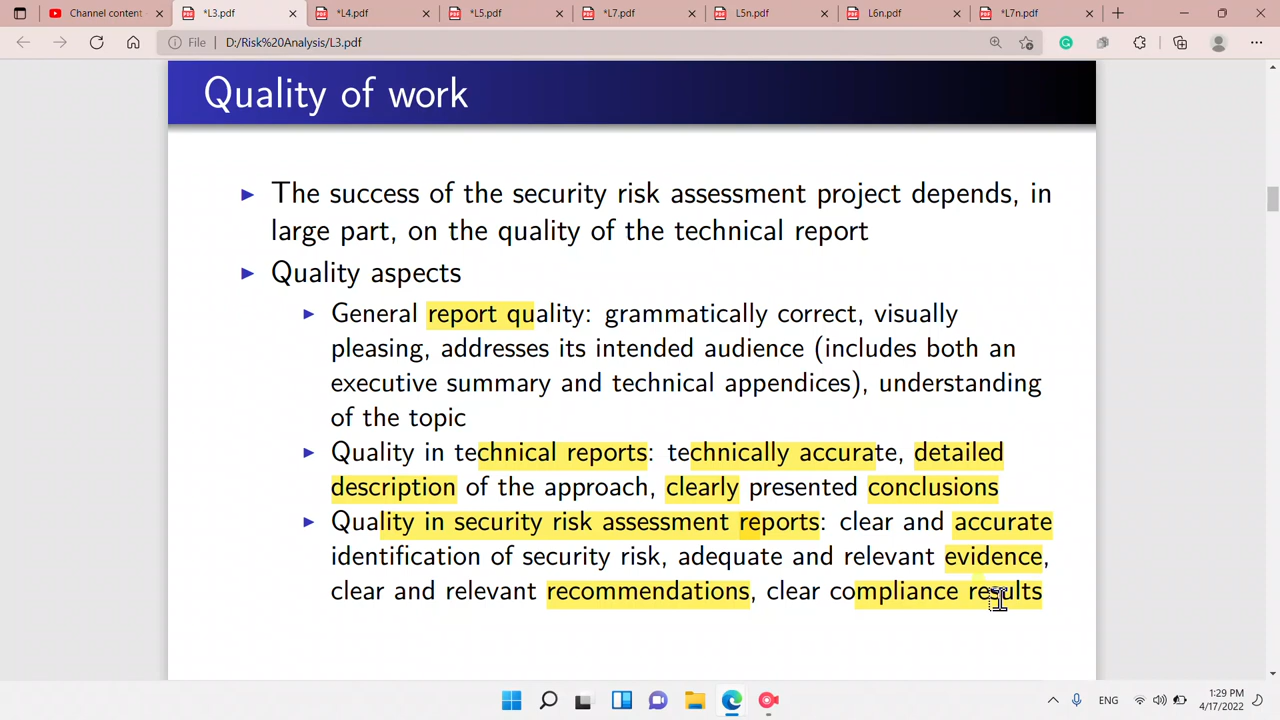 Channel content
*L3.pdf
*L4.pdf
*L5.pdf
*L7.pdf
L5n.pdf
L6n.pdf
*L7n.pdf
File D:/Risk%20Analysis/L3.pdf
Quality of work
The success of the security risk assessment project depends, in
large part, on the quality of the technical report
Quality aspects
General report quality: grammatically correct, visually
pleasing, addresses its intended audience (includes both an
executive summary and technical appendices), understanding
of the topic
Quality in technical reports: technically accurate, detailed
description of the approach, clearly presented conclusions
Quality in security risk assessment reports: clear and accurate
identification of security risk, adequate and relevant evidence,
clear and relevant recommendations, clear compliance results
ENG
1:29 PM
4/17/2022